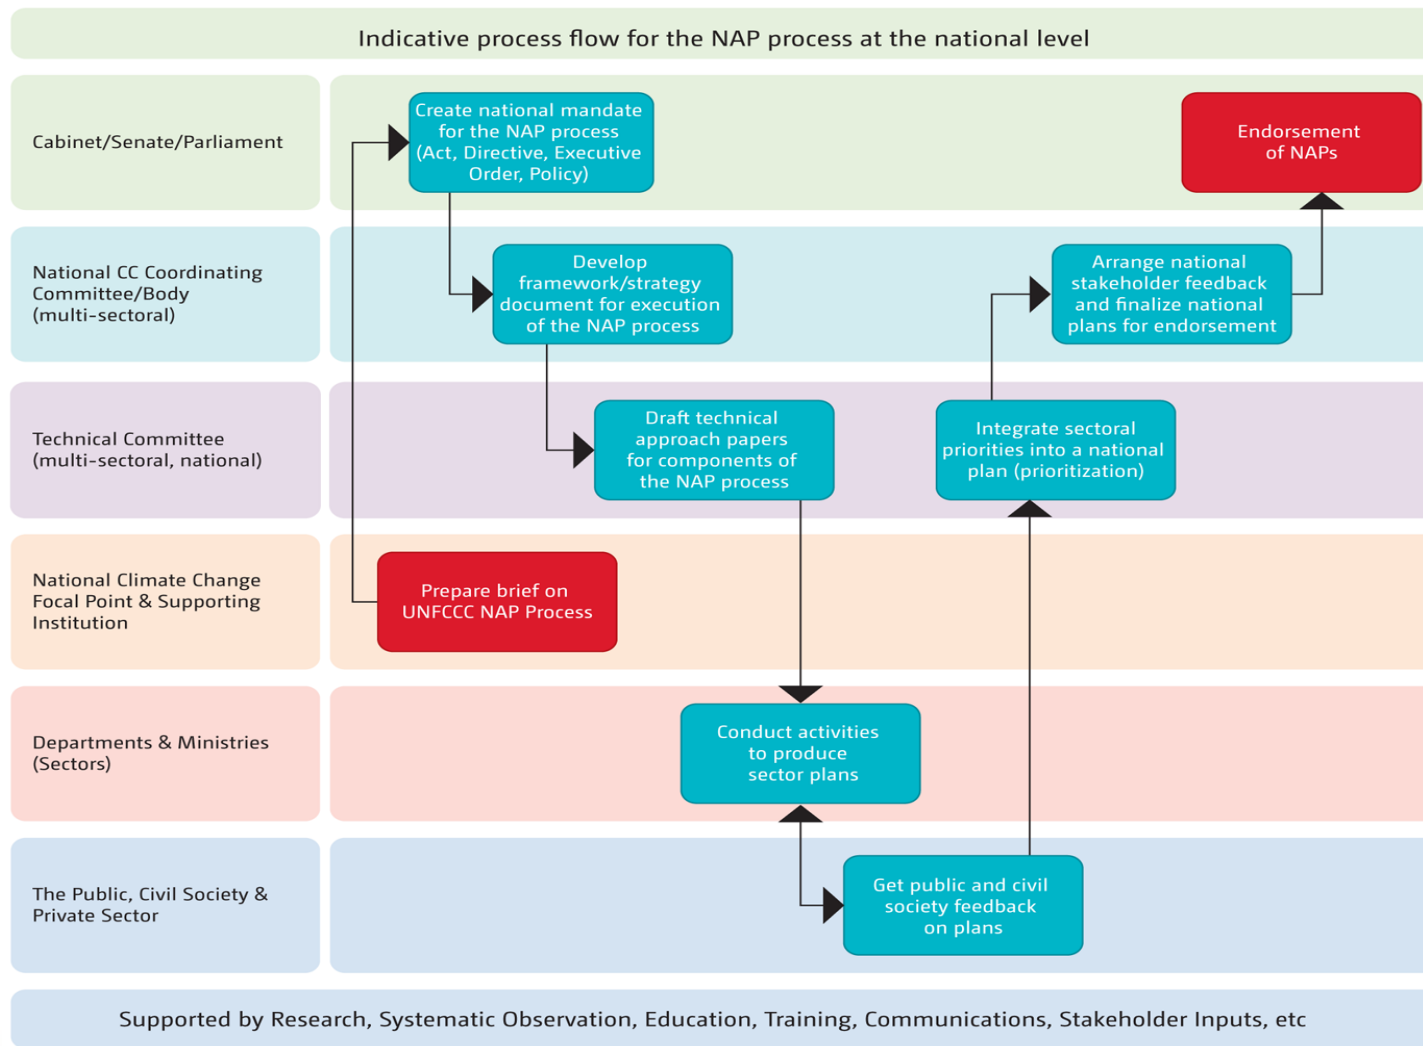 Indicative process flow for the NAP process at the national level
Cabinet/Senate/Parliament
Create national mandate
for the NAP process
(Act, Directive, Executive
Order, Policy)
Endorsement
of NAPs
National CC Coordinating
Committee/Body
(multi-sectoral)
Develop
framework/strategy
document for execution
of the NAP process
Arrange national
stakeholder feedback
and finalize national
plans for endorsement
Technical Committee
(multi-sectoral, national)
Draft technical
approach papers
for components of
the NAP process
Integrate sectoral
priorities into a national
plan (prioritization)
National Climate Change
Focal Point & Supporting
Institution
Prepare brief on
UNFCCC NAP Process
Departments & Ministries
(Sectors)
Conduct activities
to produce
sector plans
The Public, Civil Society &
Private Sector
Get public and civil
society feedback
on plans
Supported by Research, Systematic Observation, Education, Training, Communications, Stakeholder Inputs, etc